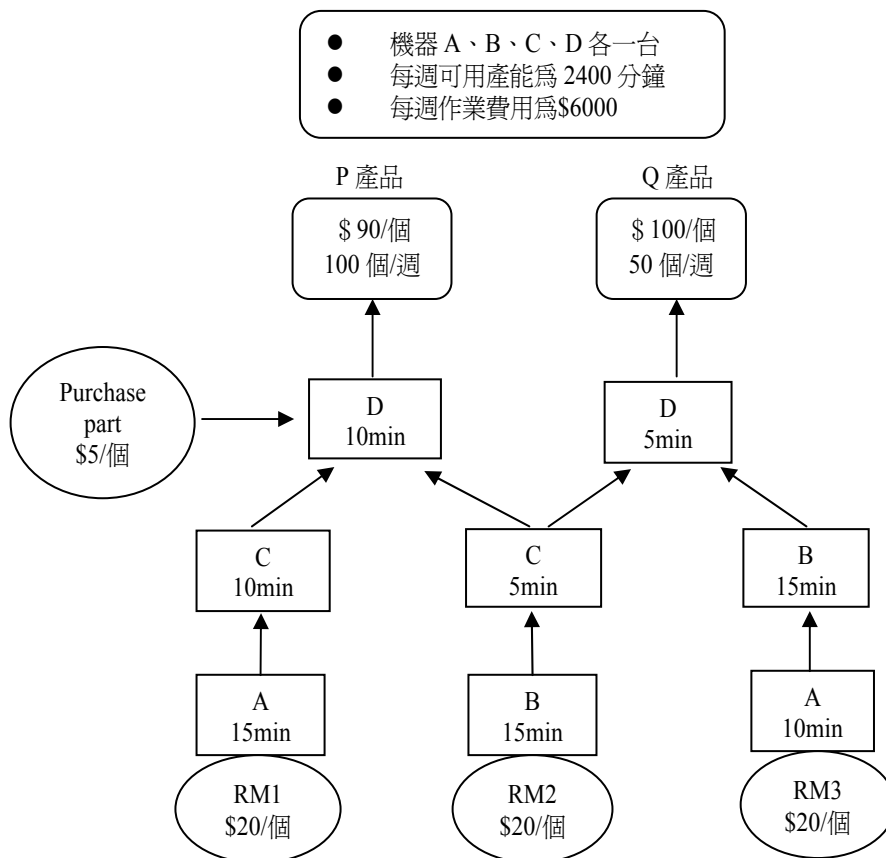 ● 機器 A、B、C、D 各一台
● 每週可用產能爲 2400 分鐘
● 每週作業費用爲$6000
P 產品
Q 產品
$ 90/個
100 個/週
$ 100/個
50 個/週
Purchase
part
$5/個
D
10min
D
5min
C
10min
C
5min
B
15min
A
15min
B
15min
A
10min
RM1
$20/個
RM2
$20/個
RM3
$20/個